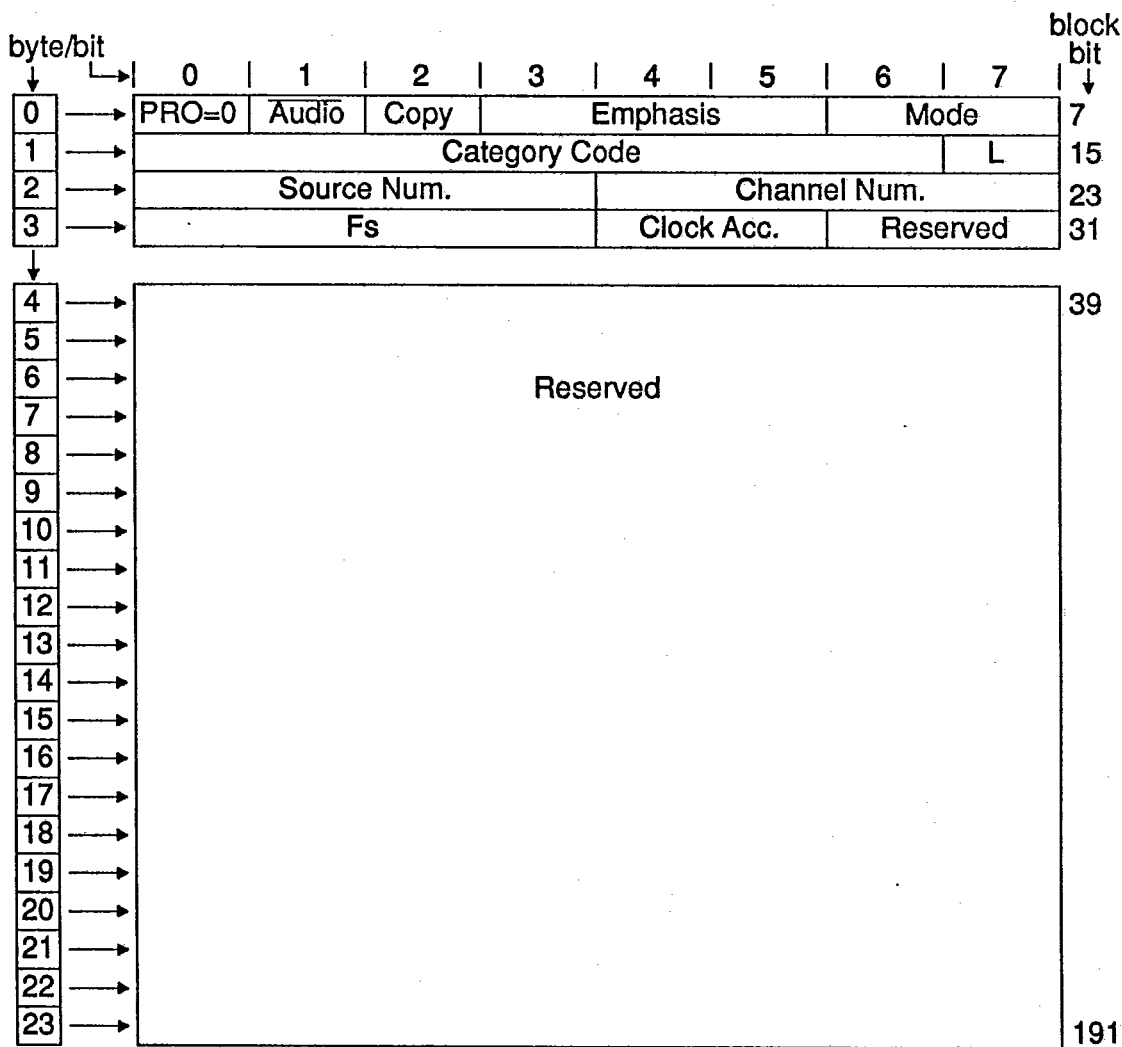 block
byte/bit bit
0 1 2 3 4 5 6 7
0 PRO=0 Audio Copy Emphasis Mode 7
1 Category Code L 15
2 Source Num. Channel Num. 23
3 Fs Clock Acc. Reserved 31
4 39
5
6 Reserved
7
8
9
10
11
12
13
14
15
16
17
18
19
20
21
22
23 191